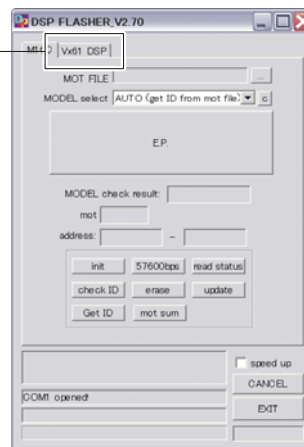 DSP FLASHER_V2.70
Vx61 DSP
MOT FILE ...
MODEL select AUTO (get ID from mot file) c
E.P.
MODEL check result:
mot
address: -
init 57600bps read status
check ID erase update
Get ID mot sum
speed up
CANCEL
COM1 opened!
EXIT